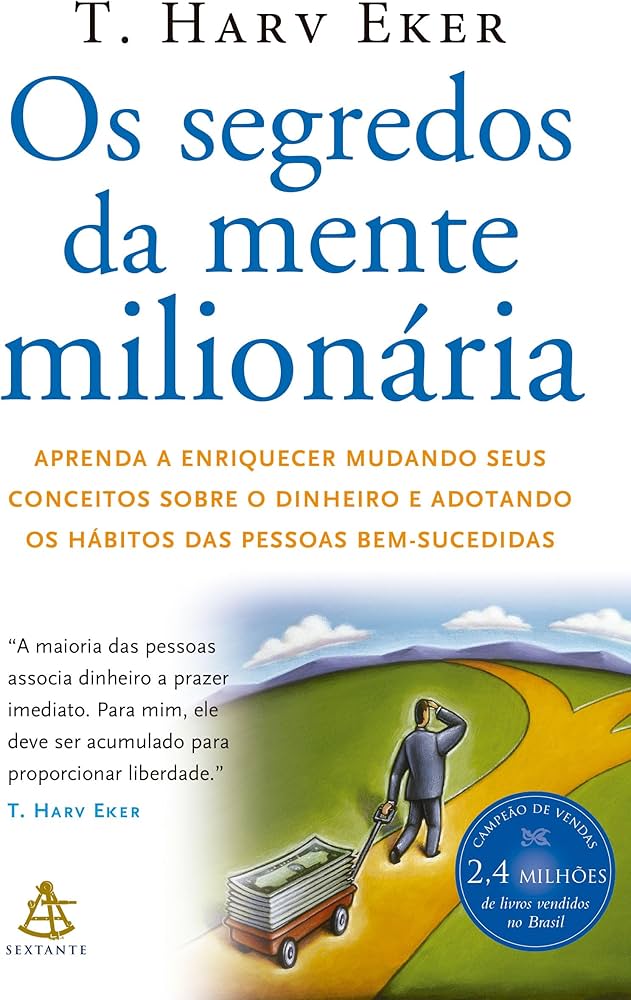 T. Harv Eker
Os segredos
da mente
milionária
APRENDA A ENRIQUECER MUDANDO SEUS
CONCEITOS SOBRE O DINHEIRO E ADOTANDO
OS HÁBITOS DAS PESSOAS BEM-SUCEDIDAS
“A maioria das pessoas
associa dinheiro a prazer
imediato. Para mim, ele
deve ser acumulado para
proporcionar liberdade.”
T. Harv Eker
CAMPEÃO DE VENDAS
2,4 MILHÕES
de livros vendidos
no Brasil
SEXTANTE